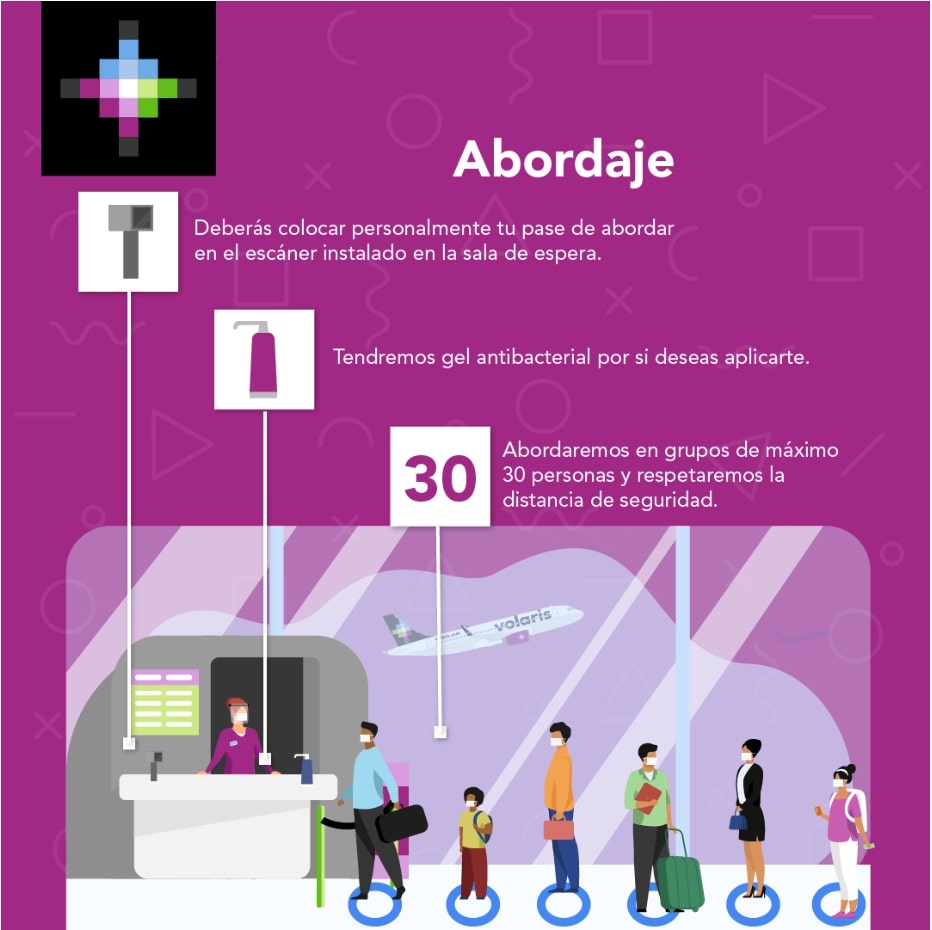 Abordaje
Deberás colocar personalmente tu pase de abordar
en el escáner instalado en la sala de espera.
Tendremos gel antibacterial por si deseas aplicarte.
30
Abordaremos en grupos de máximo
30 personas y respetaremos la
distancia de seguridad.
volaris